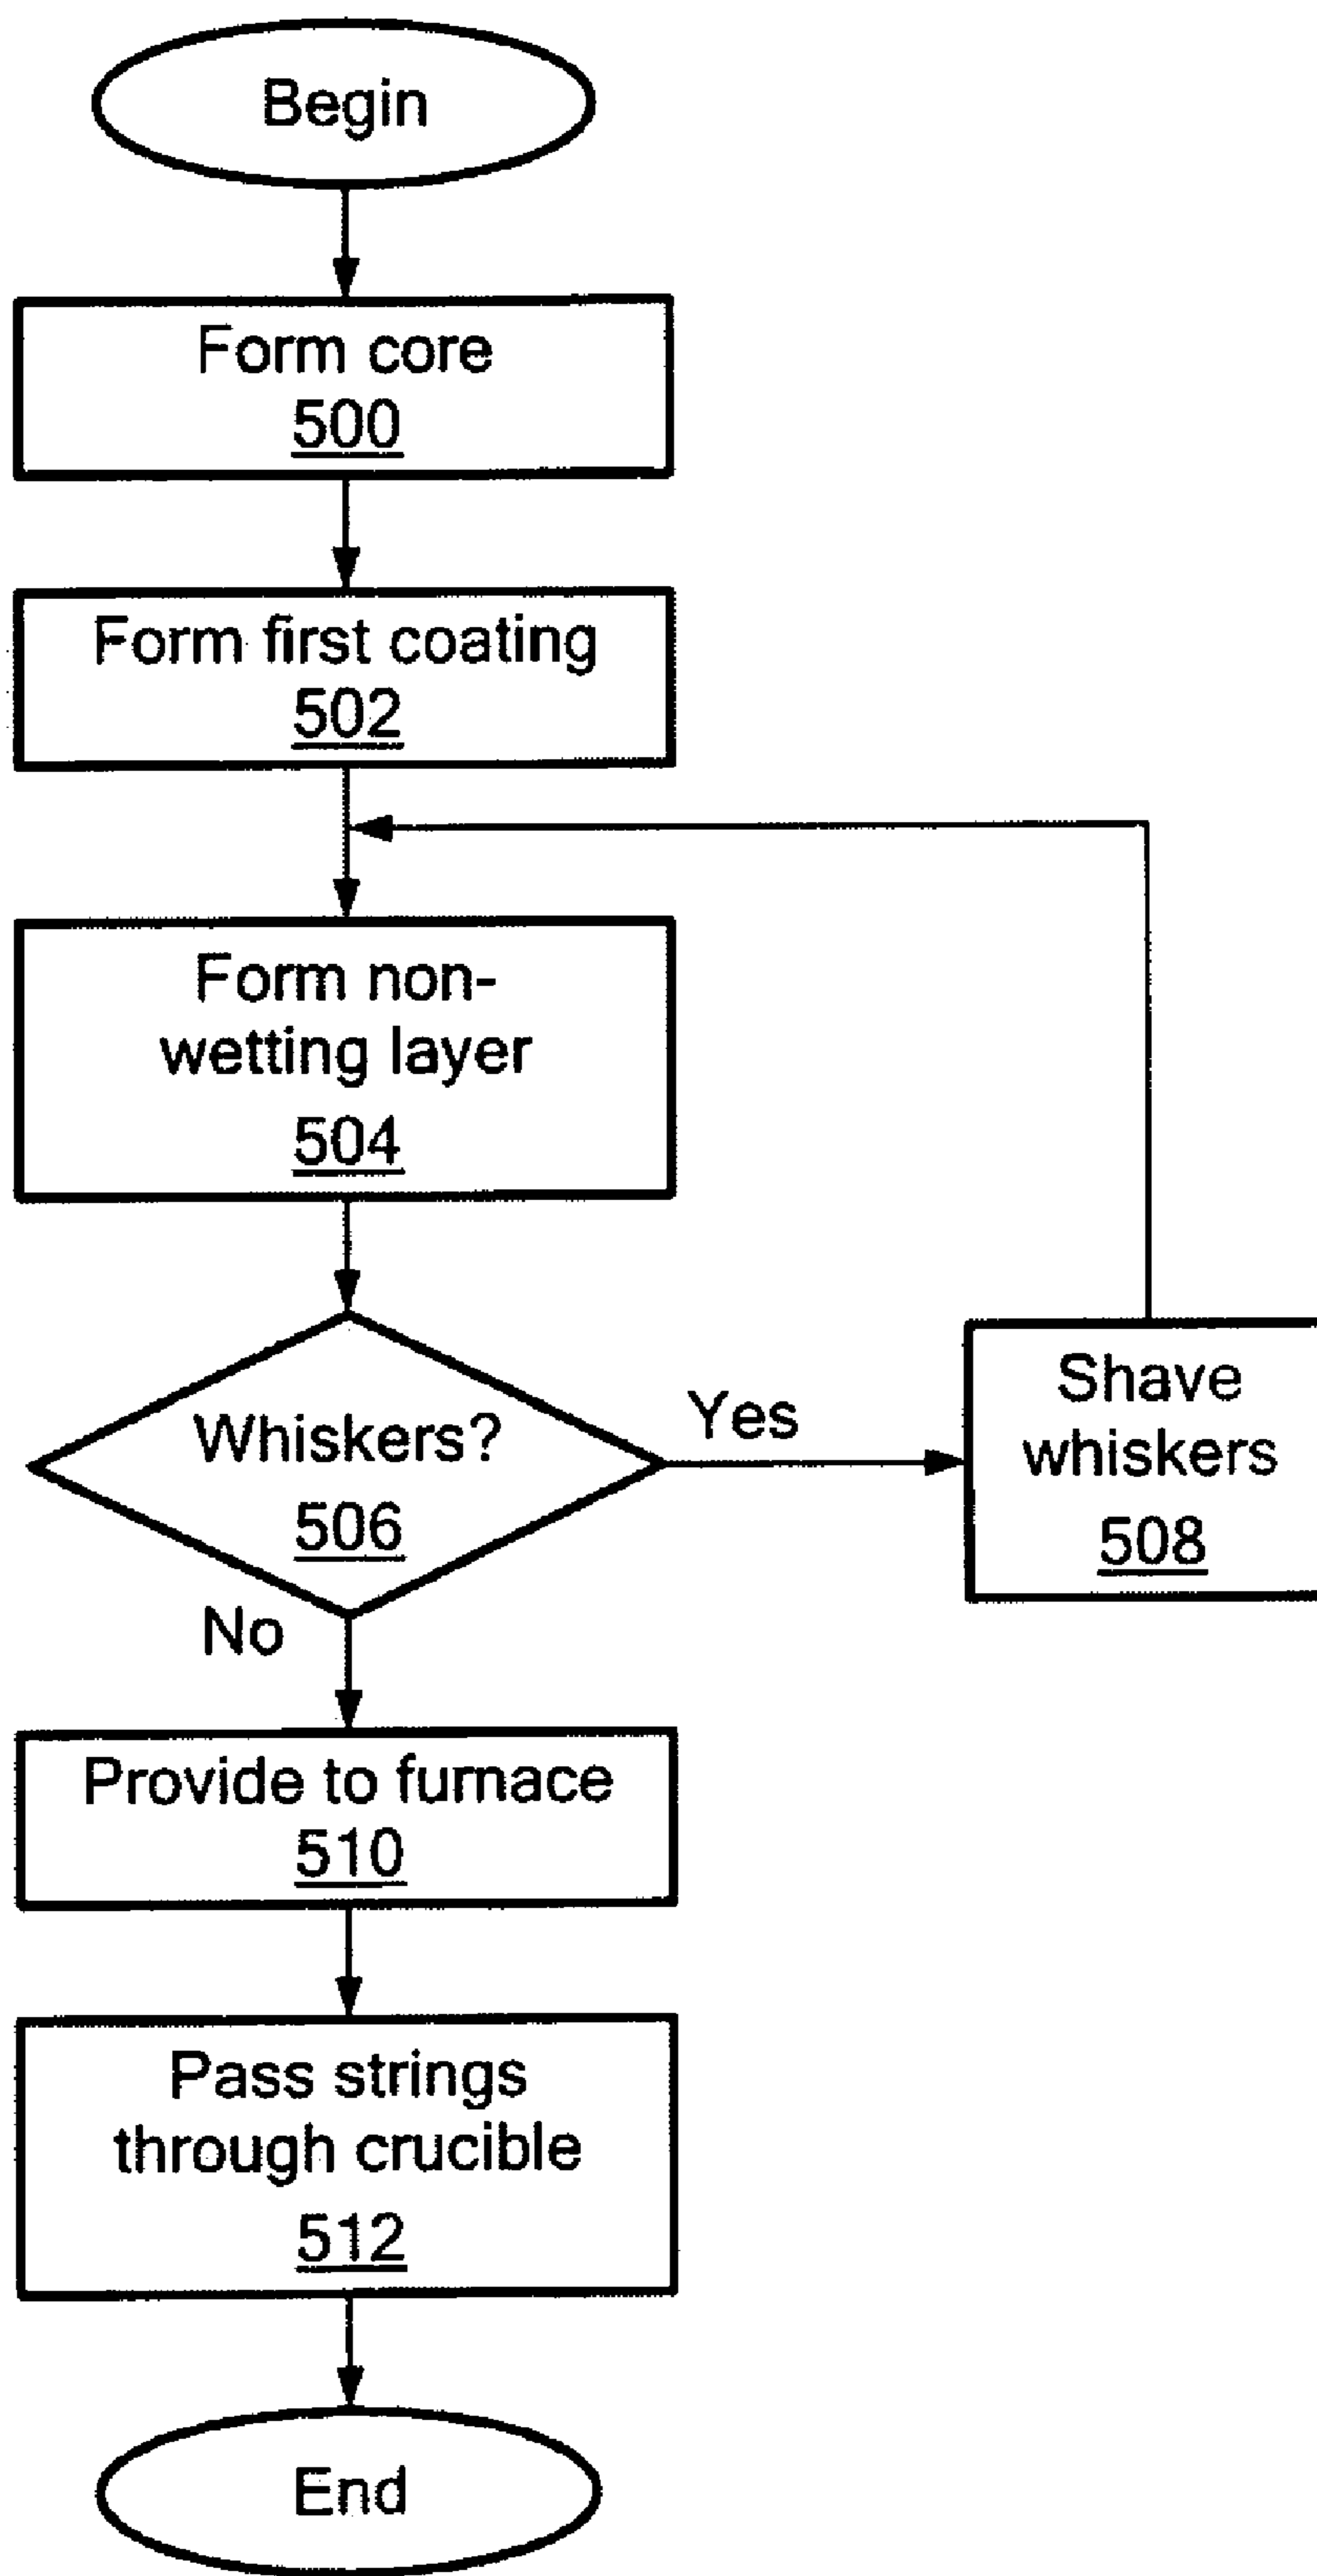 Begin
Form core
500
Form first coating
502
Form non-
wetting layer
504
Whiskers?
506
Yes
Shave
whiskers
508
No
Provide to furnace
510
Pass strings
through crucible
512
End